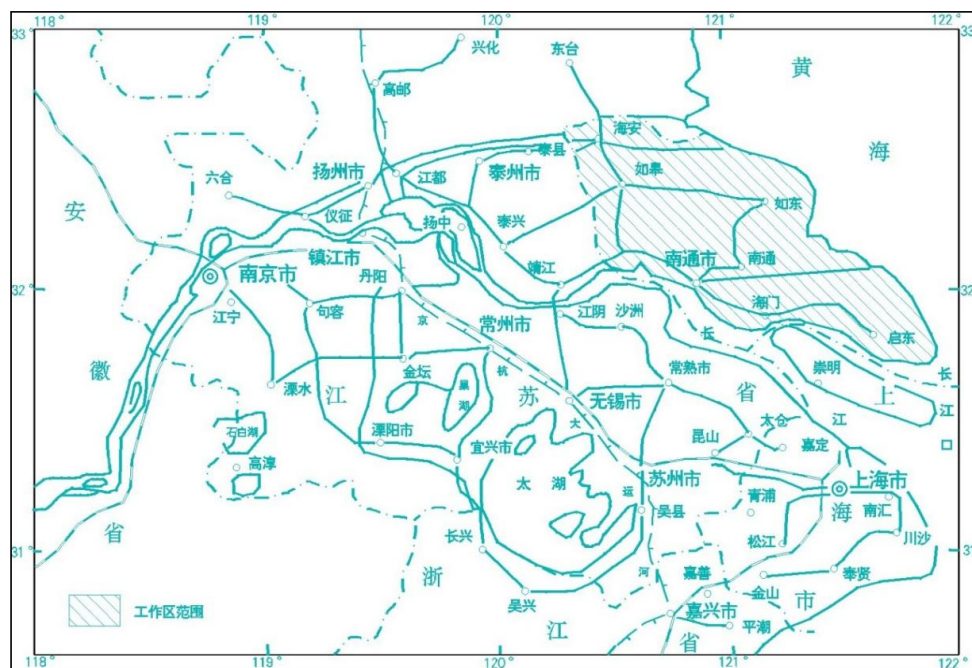 118° 119° 120° 121° 122°
33° 33
兴化 东台 黄
高邮
海安
泰县 海
六合 扬州市 江都 泰州市 如皋
安 仪征 扬中 泰兴 如东
镇江市 靖江 南通市 南通
南京市 丹阳
32° 32°
江宁 句容 京 常州市 江阴 沙洲 长 海门 启东
徽 金坛 杭 常熟市 崇明 长
溧水 江 苏 无锡市 省 上 江
石白湖 溧阳市 大 昆山 太仓 江
高淳 宜兴市 嘉定
太湖 苏州市 上海市
省 运 吴县 青浦 海 南汇
31° 31°
长兴 松江 川沙
浙 河 嘉善 奉贤
吴兴 金山 市
工作区范围 江 嘉兴市 省 平潮
118° 119° 120° 121° 122°